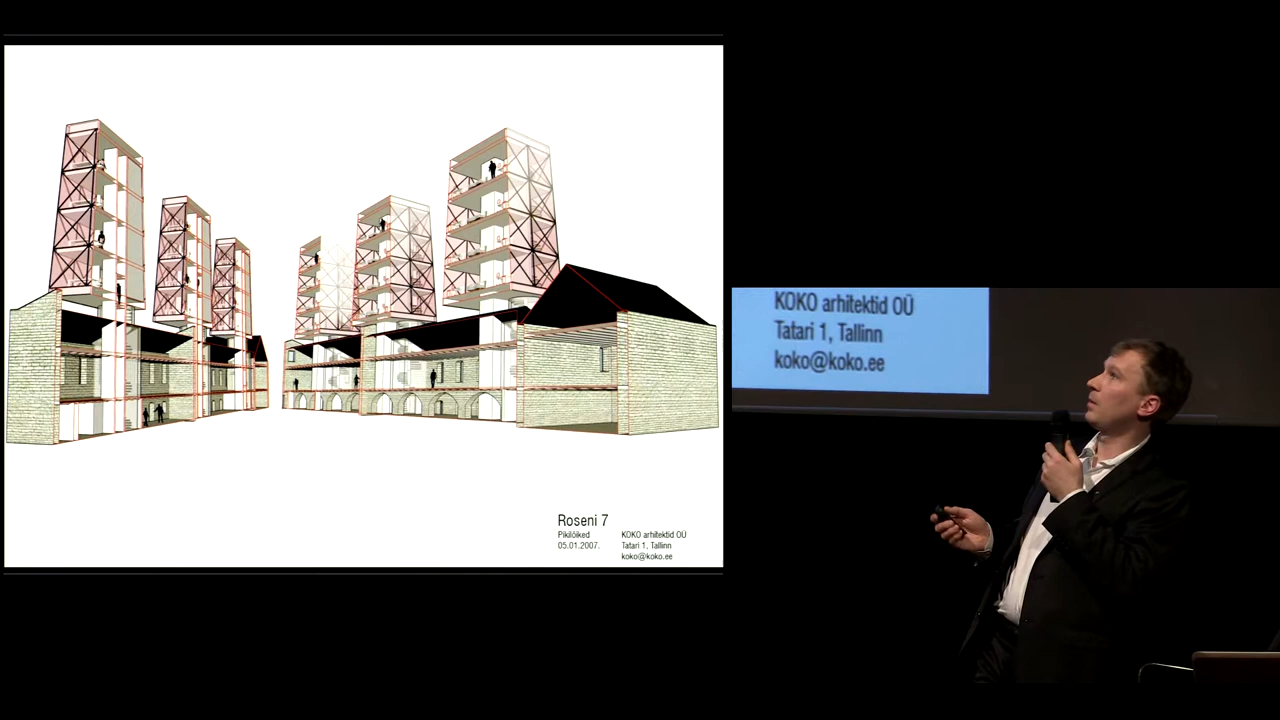 Roseni 7
Pikilõiked
05.01.2007.
KOKO arhitektid OÜ
Tatari 1, Tallinn
koko@koko.ee
KOKO arhitektid OÜ
Tatari 1, Tallinn
koko@koko.ee